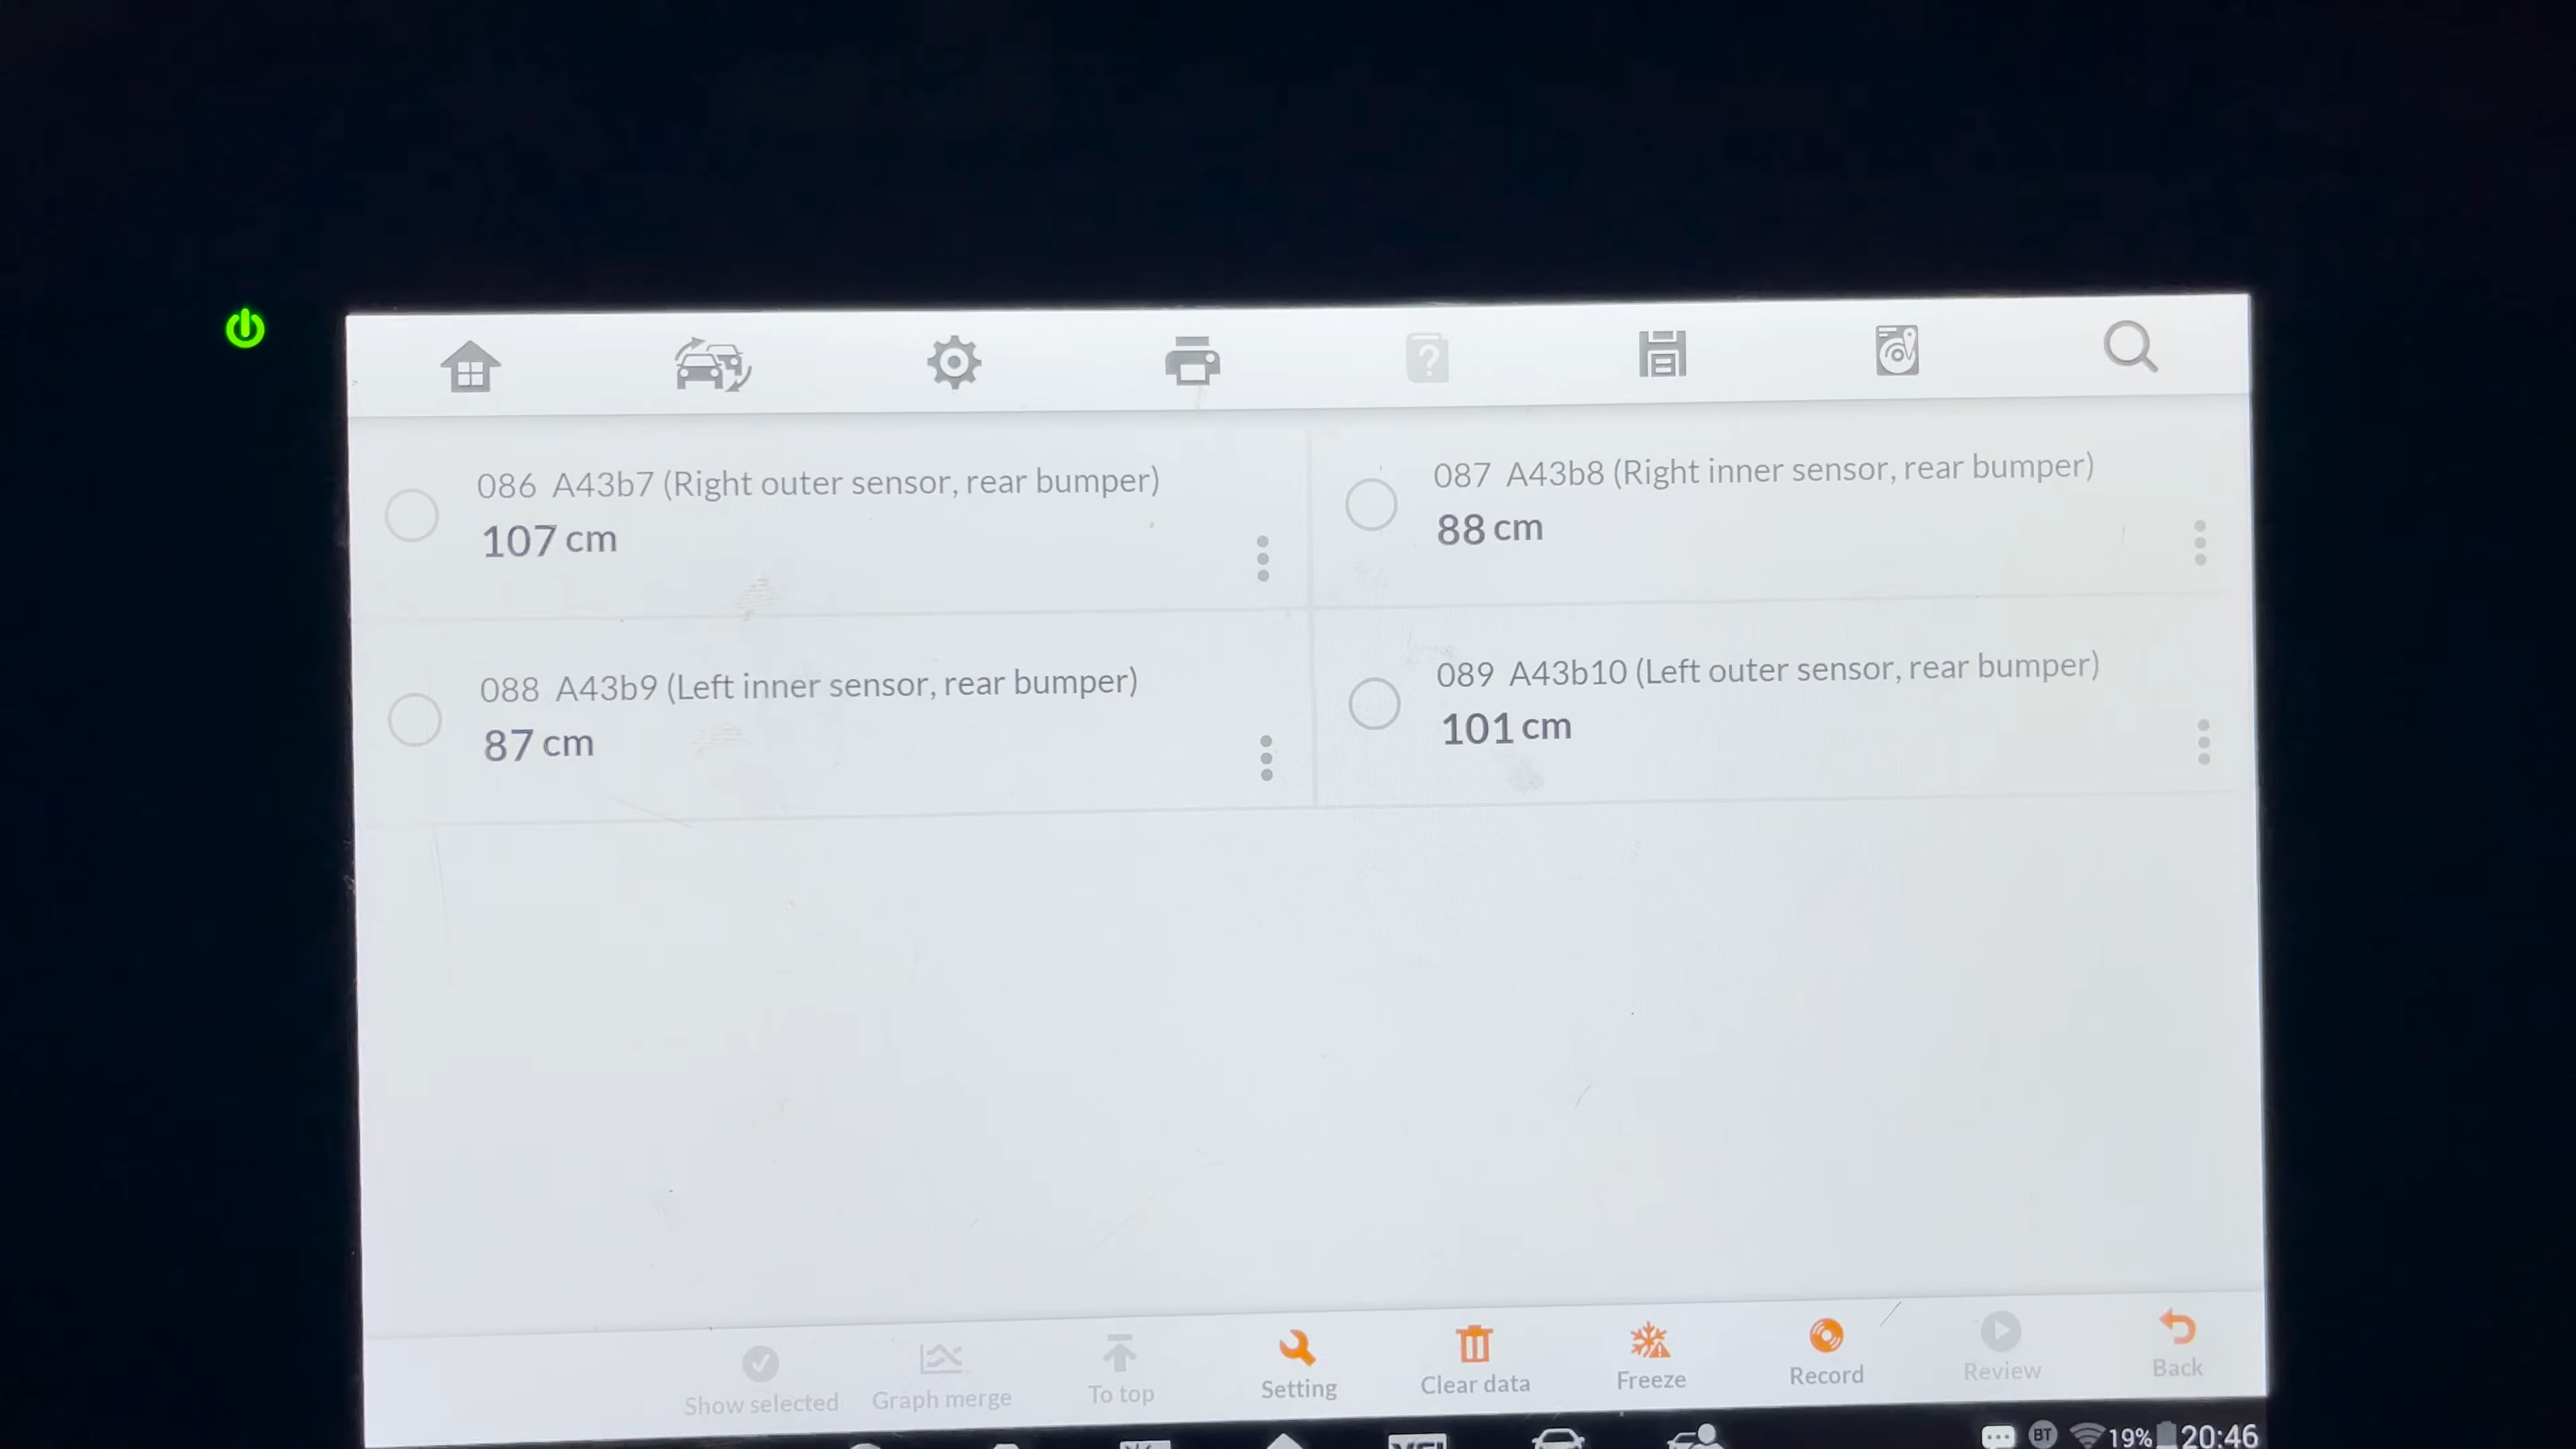 086 A43b7 (Right outer sensor, rear bumper)
107 cm
087 A43b8 (Right inner sensor, rear bumper)
88 cm
088 A43b9 (Left inner sensor, rear bumper)
87 cm
089 A43b10 (Left outer sensor, rear bumper)
101 cm
Show selected
Graph merge
To top
Setting
Clear data
Freeze
Record
Review
Back
BT 19% 20:46